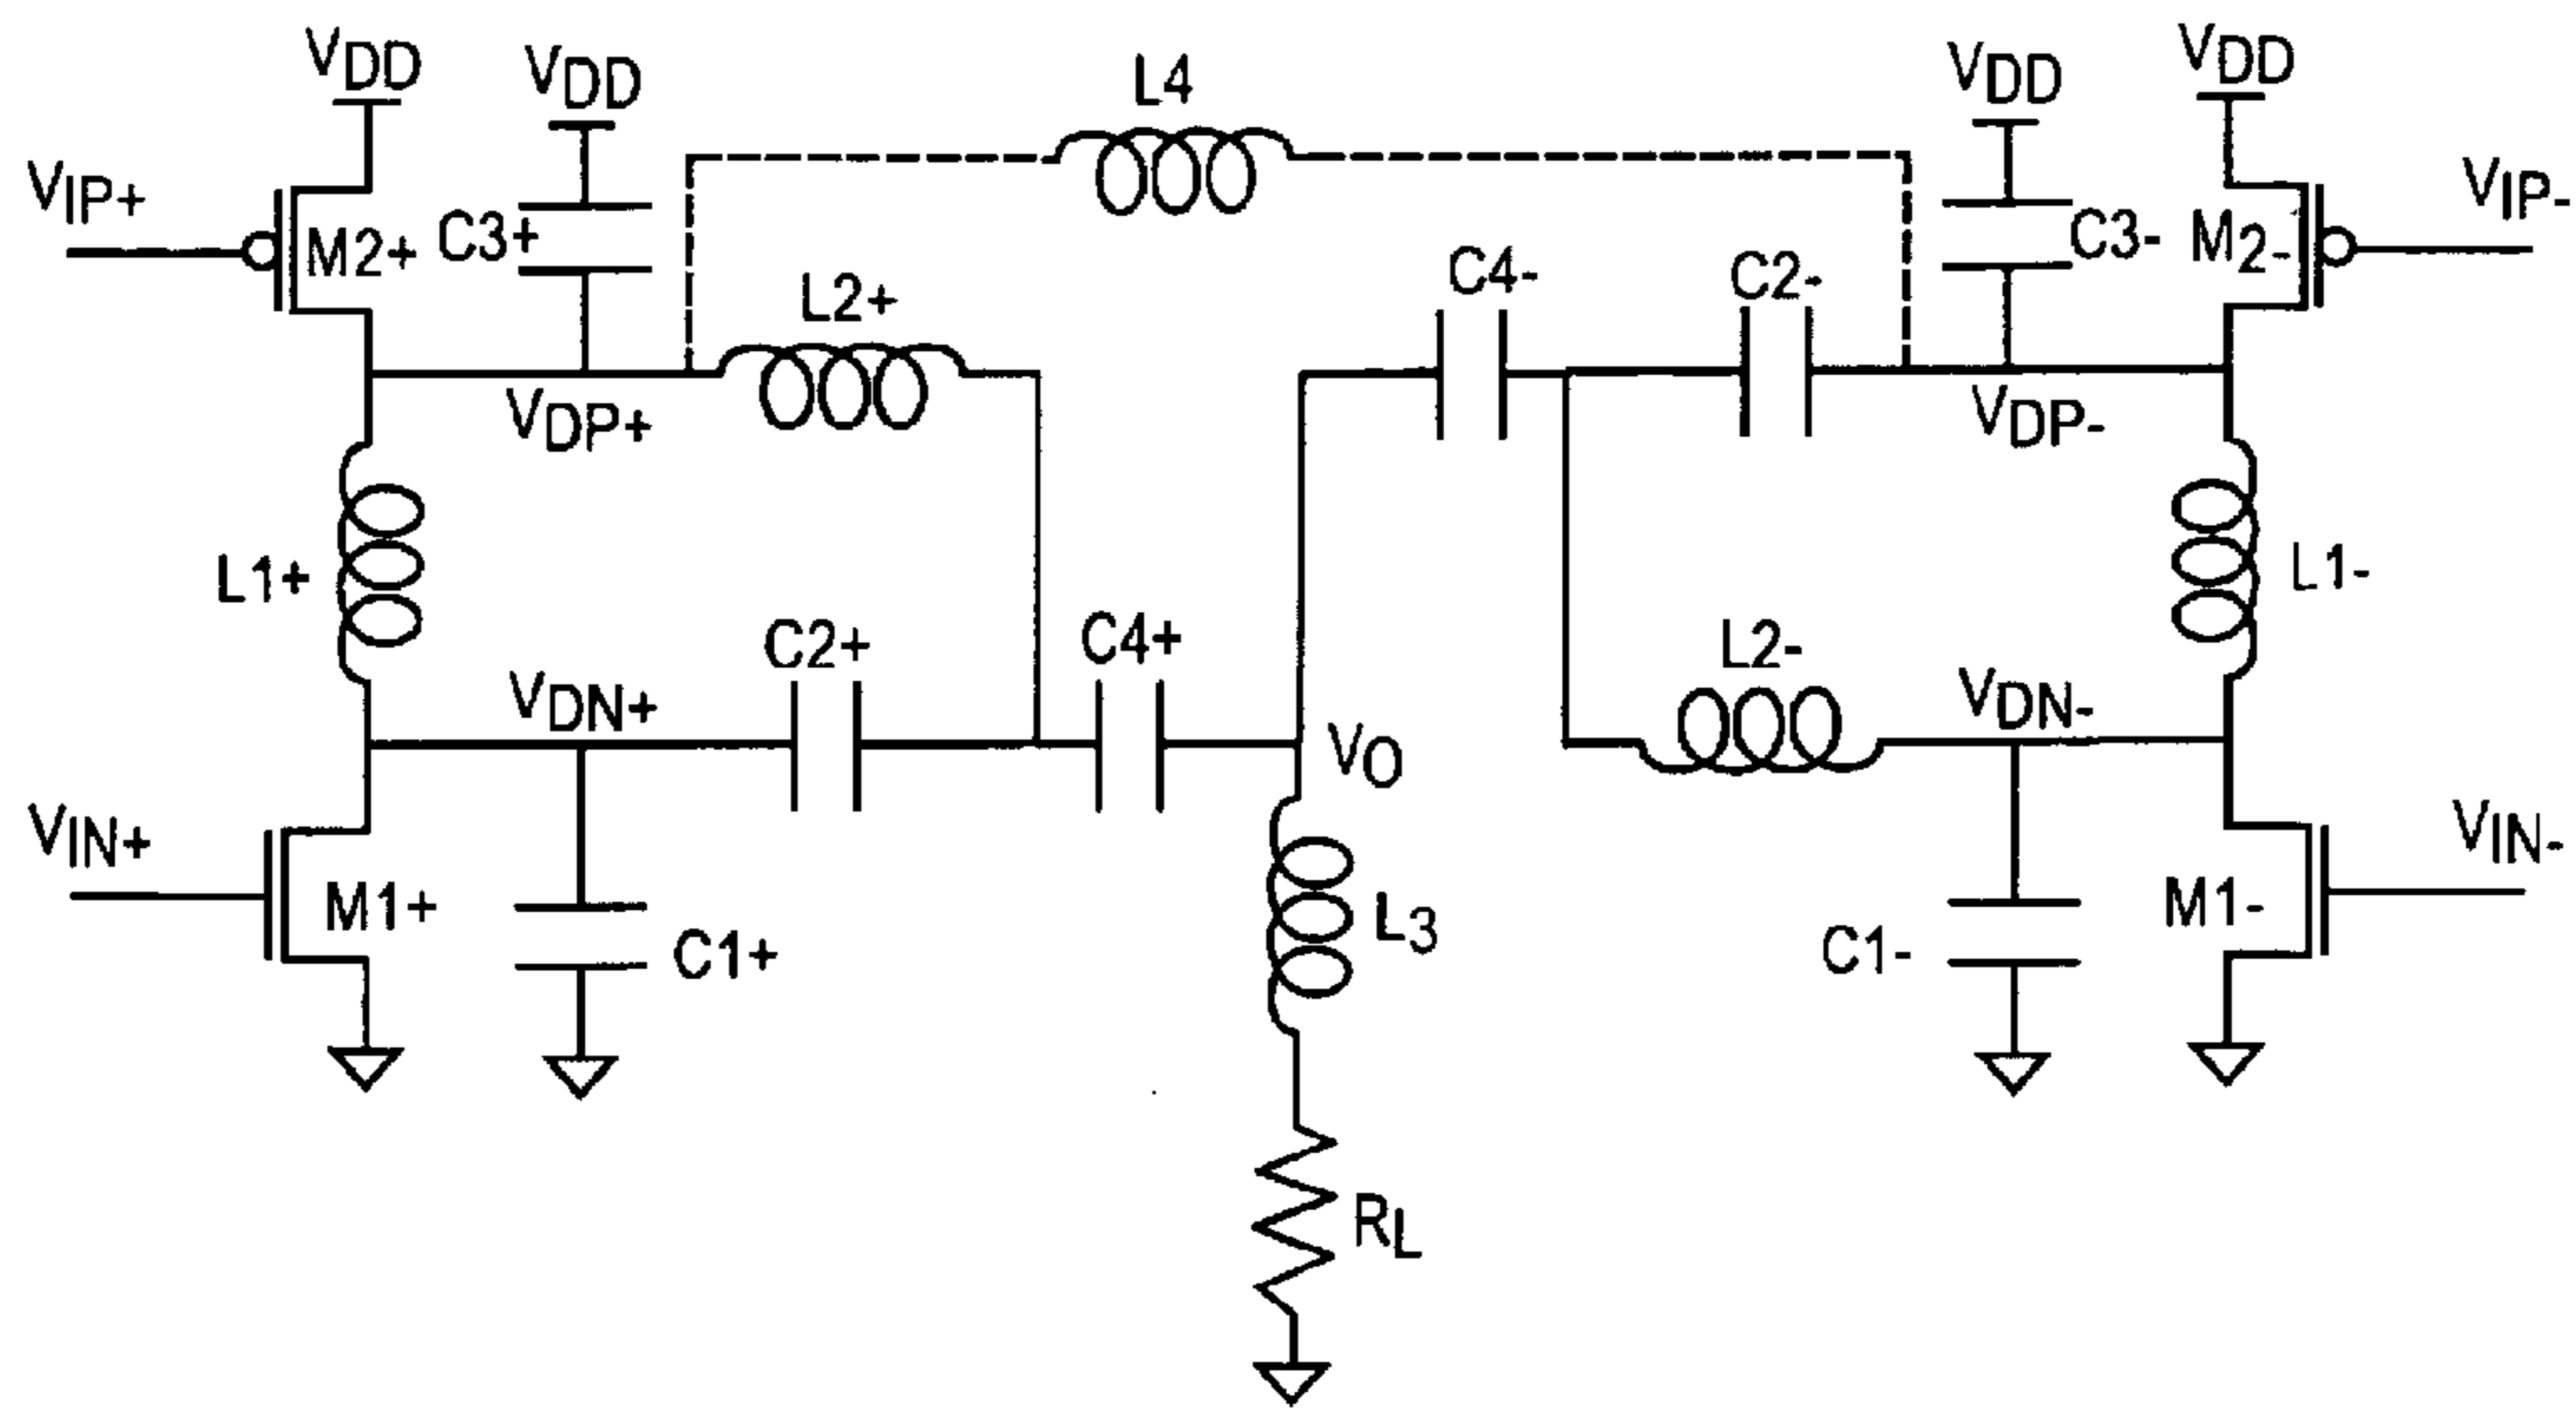 VDD
VDD
L4
VDD
VDD
VIP+
M2+
C3+
C3-
M2-
VIP-
L2+
C4-
C2-
VDP+
VDP-
L1+
L1-
C2+
C4+
L2-
VDN+
VDN-
VO
VIN+
M1+
C1+
L3
C1-
M1-
VIN-
RL